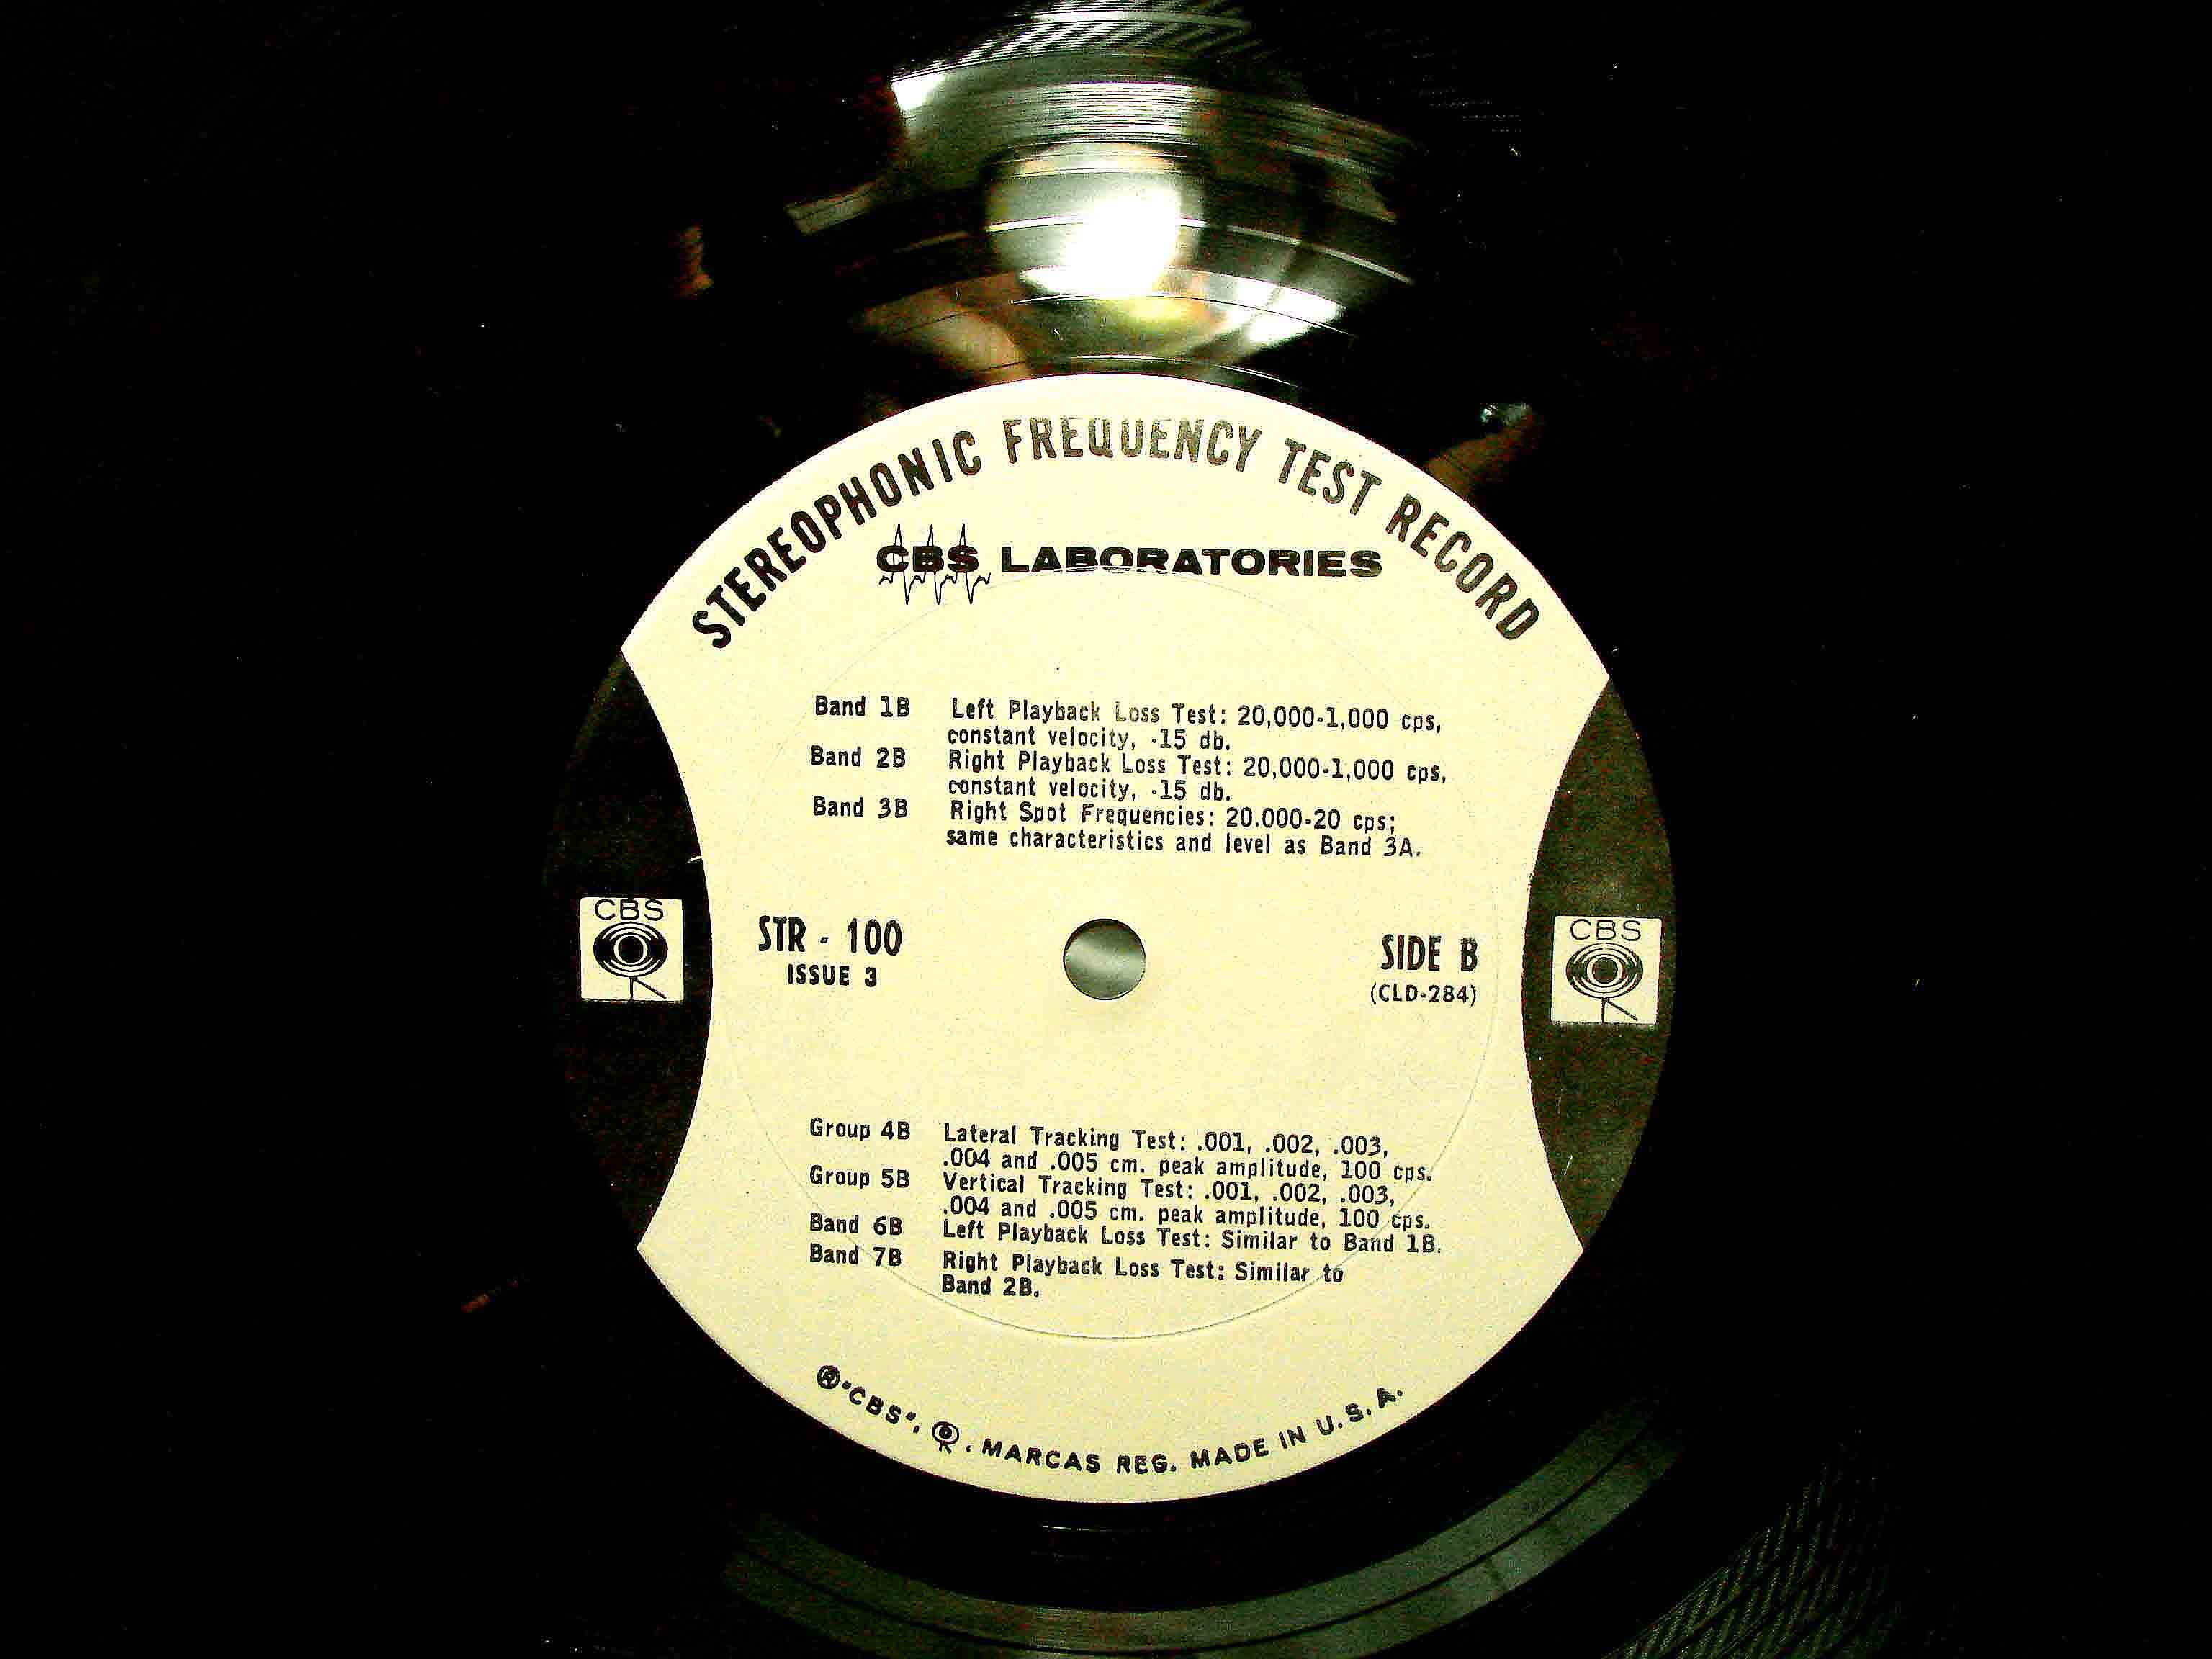 STEREOPHONIC FREQUENCY TEST RECORD
CBS LABORATORIES
Band 1B Left Playback Loss Test: 20,000-1,000 cps,
constant velocity, -15 db.
Band 2B Right Playback Loss Test: 20,000-1,000 cps,
constant velocity, -15 db.
Band 3B Right Spot Frequencies: 20.000-20 cps;
same characteristics and level as Band 3A.
CBS
STR - 100
ISSUE 3
SIDE B
(CLD-284)
CBS
Group 4B Lateral Tracking Test: .001, .002, .003,
.004 and .005 cm. peak amplitude, 100 cps.
Group 5B Vertical Tracking Test: .001, .002, .003,
.004 and .005 cm. peak amplitude, 100 cps.
Band 6B Left Playback Loss Test: Similar to Band 1B.
Band 7B Right Playback Loss Test: Similar to
Band 2B.
® "CBS", . MARCAS REG. MADE IN U.S.A.